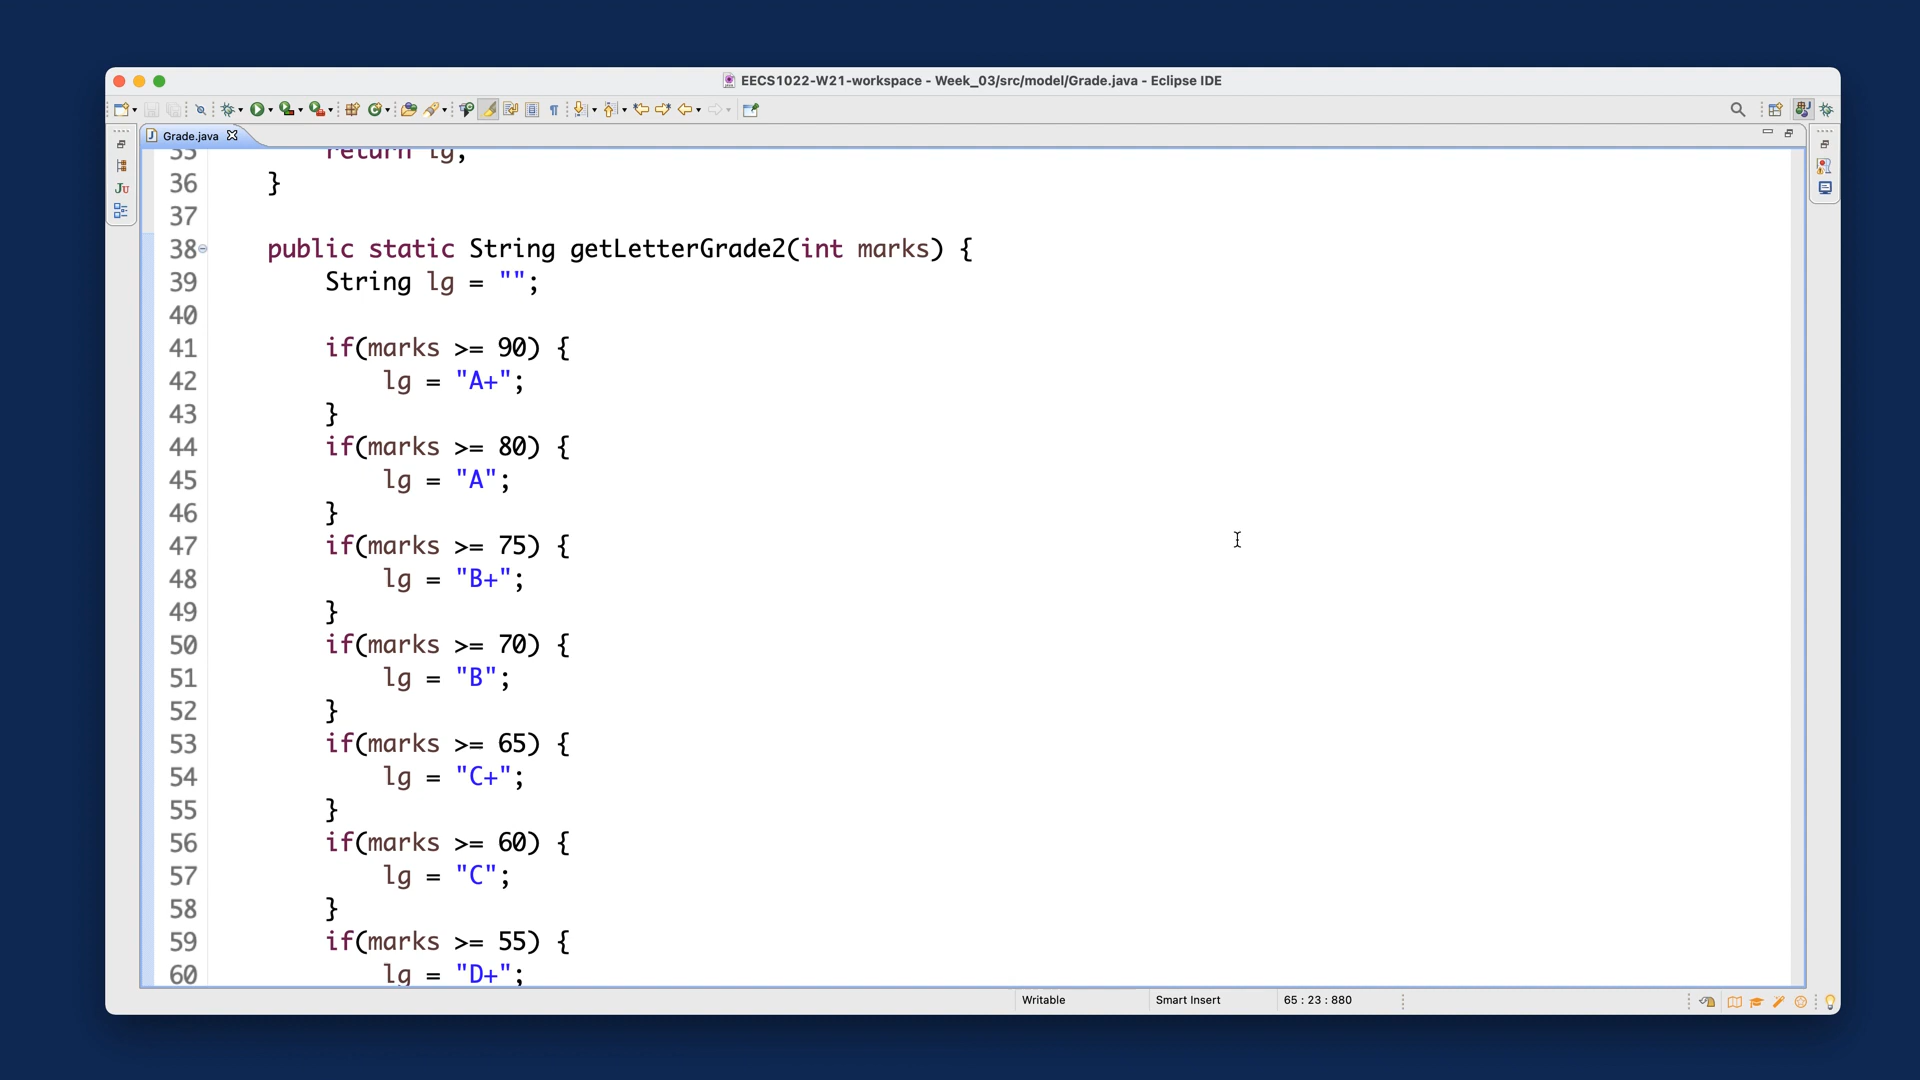 EECS1022-W21-workspace - Week_03/src/model/Grade.java - Eclipse IDE
Grade.java
35 return lg;
36 }
37
38 public static String getLetterGrade2(int marks) {
39 String lg = "";
40
41 if(marks >= 90) {
42 lg = "A+";
43 }
44 if(marks >= 80) {
45 lg = "A";
46 }
47 if(marks >= 75) {
48 lg = "B+";
49 }
50 if(marks >= 70) {
51 lg = "B";
52 }
53 if(marks >= 65) {
54 lg = "C+";
55 }
56 if(marks >= 60) {
57 lg = "C";
58 }
59 if(marks >= 55) {
60 lg = "D+";
Writable Smart Insert 65 : 23 : 880